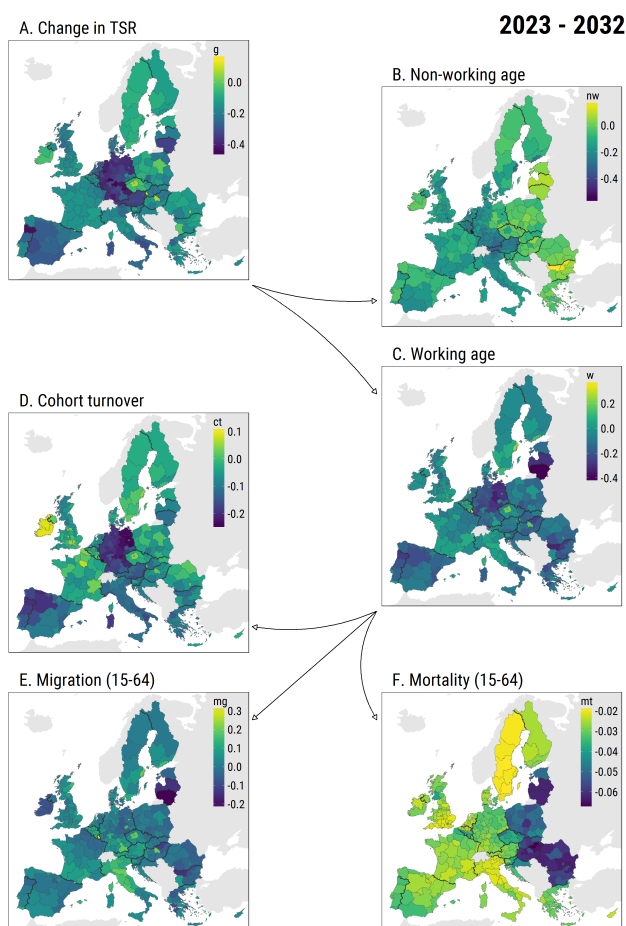 A. Change in TSR
2023 - 2032
g
0.0
-0.2
-0.4
B. Non-working age
nw
0.0
-0.2
-0.4
C. Working age
w
0.2
0.0
-0.2
-0.4
D. Cohort turnover
ct
0.1
0.0
-0.1
-0.2
E. Migration (15-64)
mg
0.3
0.2
0.1
0.0
-0.1
-0.2
F. Mortality (15-64)
mt
-0.02
-0.03
-0.04
-0.05
-0.06